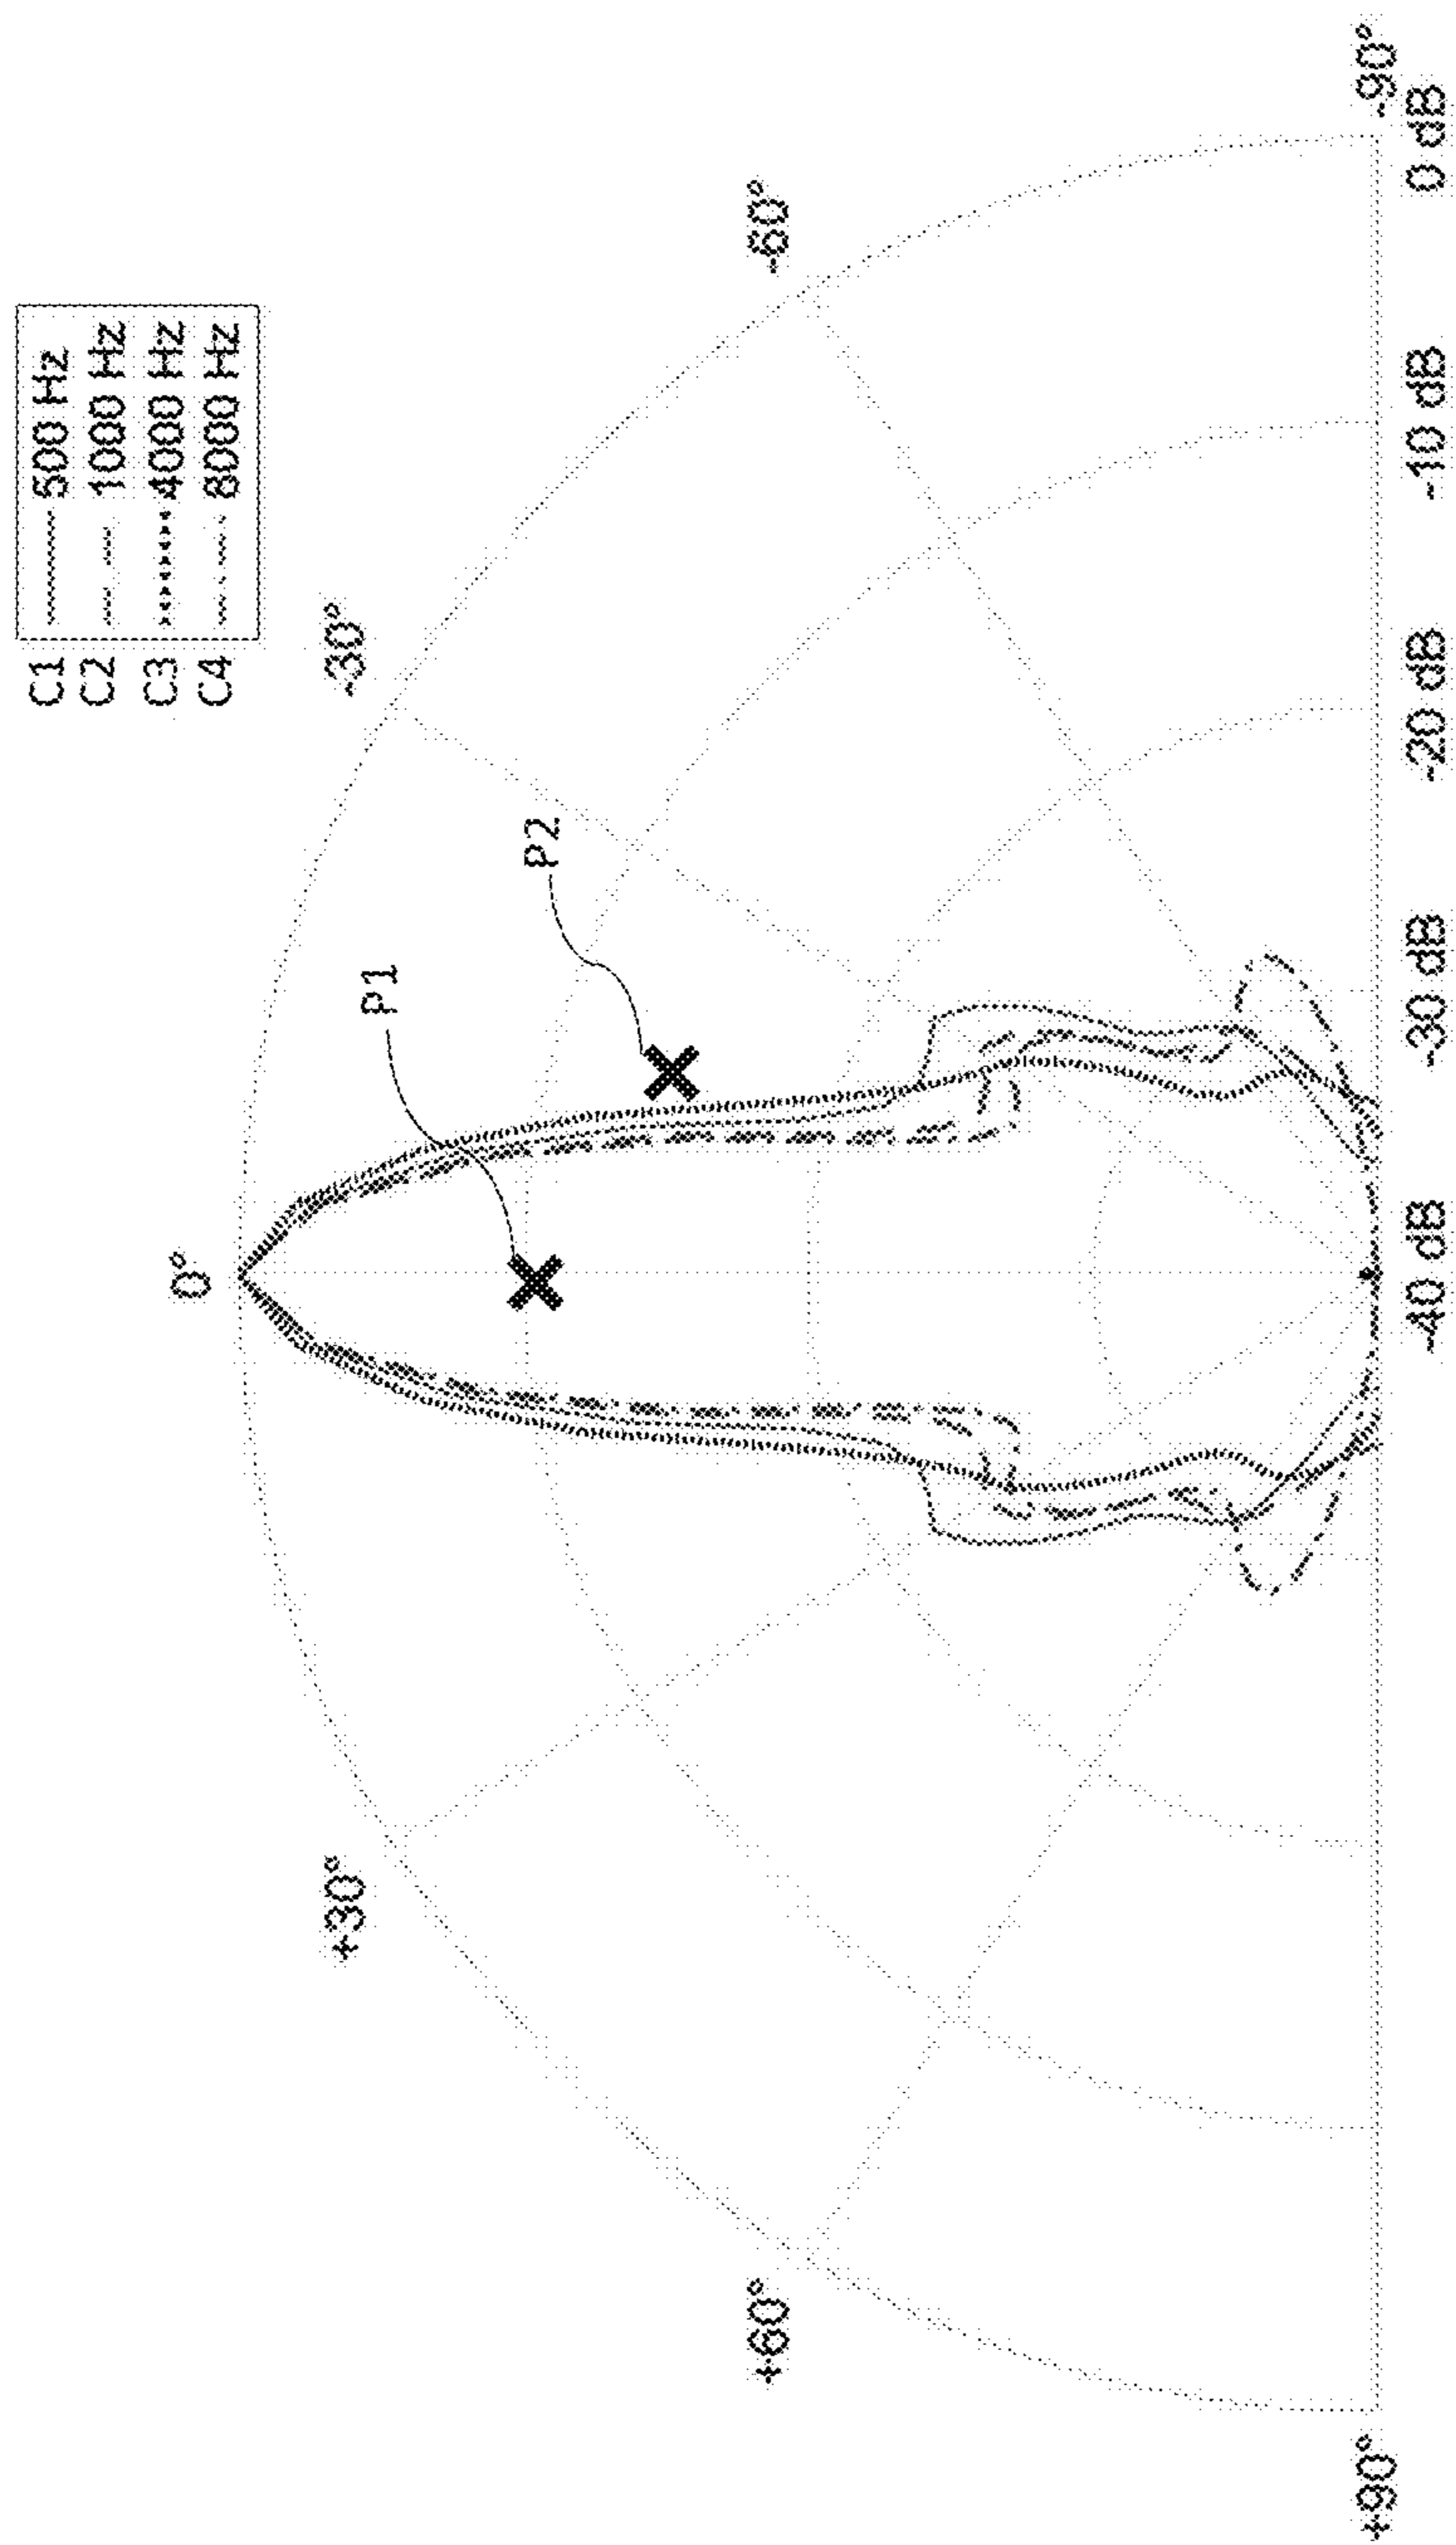 C1 500 Hz
C2 1000 Hz
C3 4000 Hz
C4 8000 Hz
0°
+30°
-30°
P1
P2
+60°
-60°
+90°
-90°
-40 dB
-30 dB
-20 dB
-10 dB
0 dB